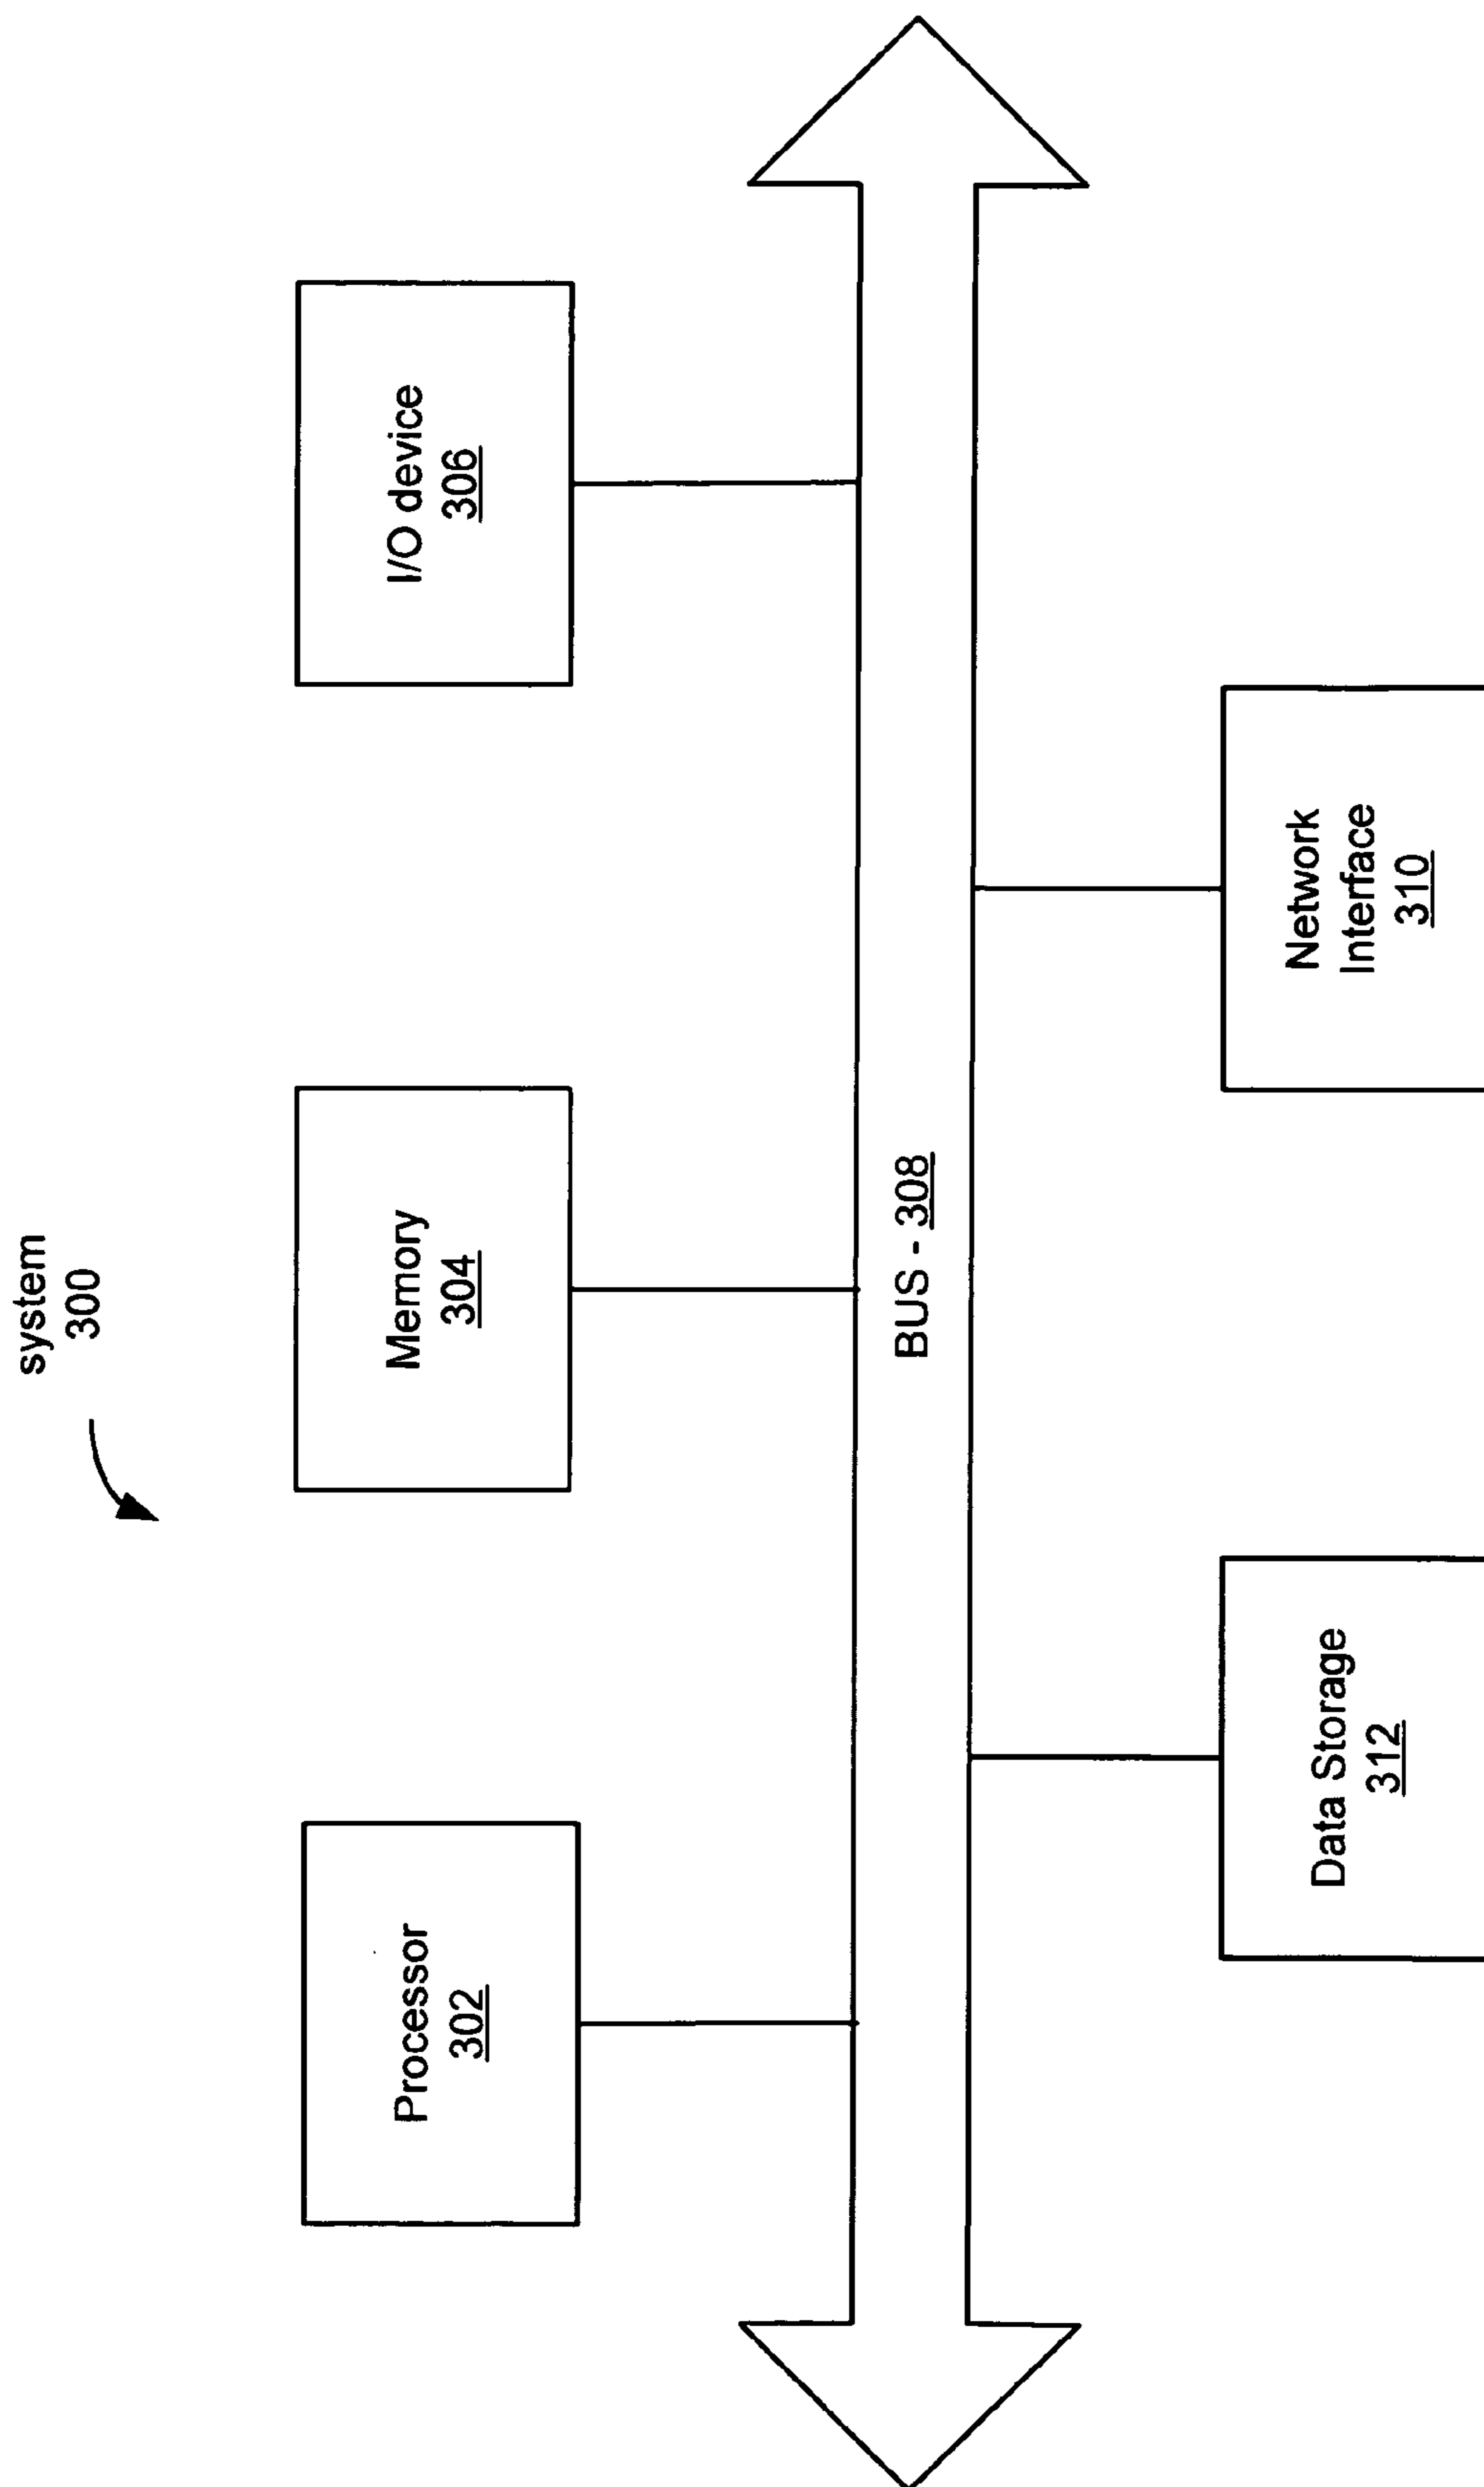 system
300
Processor
302
Memory
304
I/O device
306
BUS - 308
Data Storage
312
Network
Interface
310